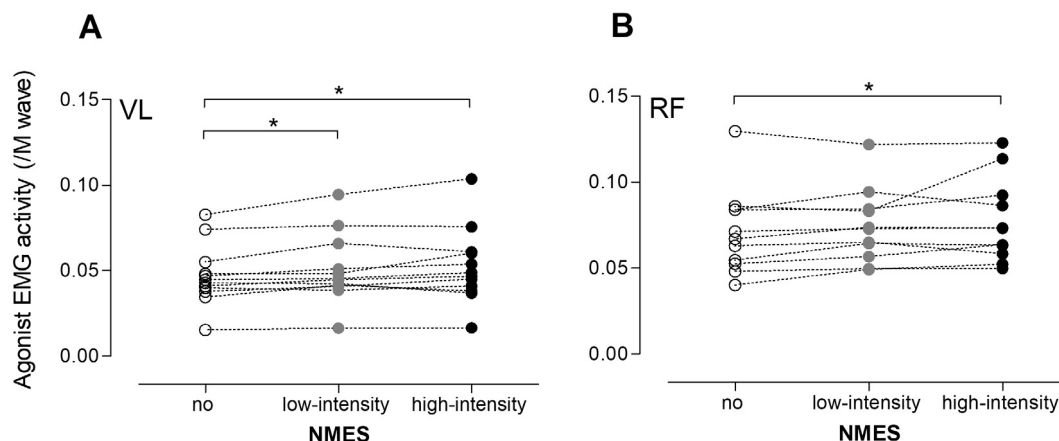 A
B
Agonist EMG activity (/M wave)
0.15
0.10
0.05
0.00
VL
*
*
no
low-intensity
high-intensity
NMES
0.15
0.10
0.05
0.00
RF
*
no
low-intensity
high-intensity
NMES